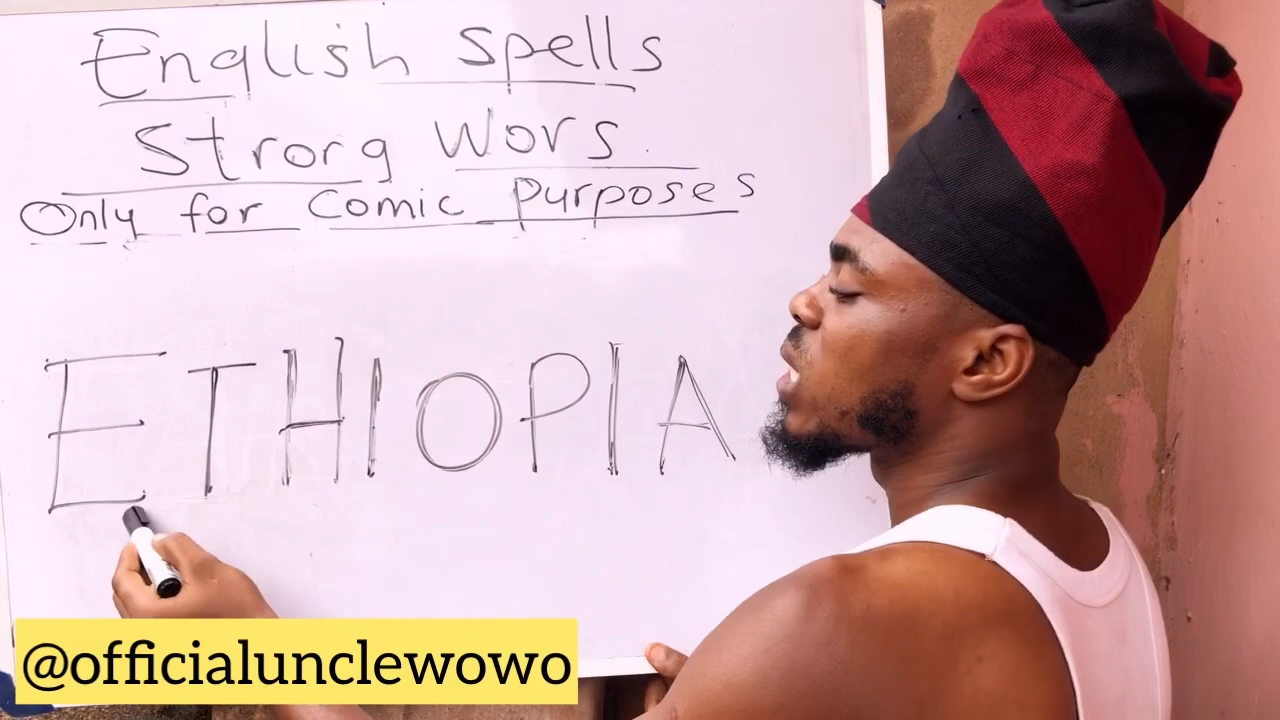 English Spells
Strorg Wors.
Only for Comic Purposes
ETHIOPIA
@officialunclewowo